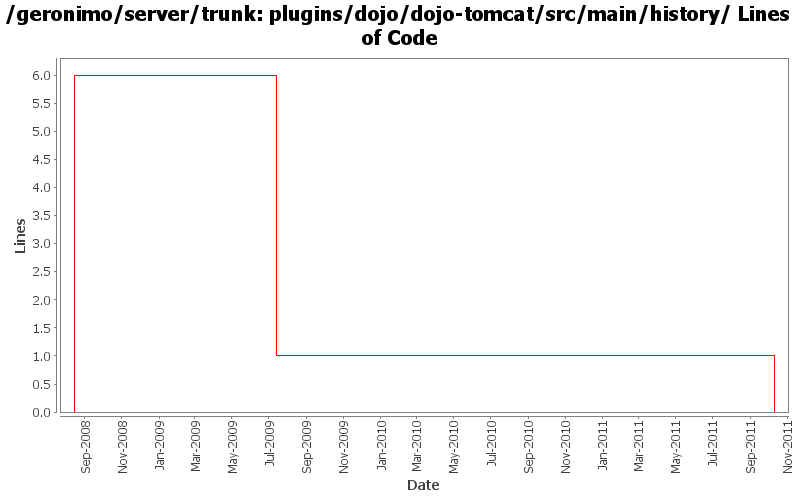 /geronimo/server/trunk: plugins/dojo/dojo-tomcat/src/main/history/ Lines
of Code
6.0
5.5
5.0
4.5
4.0
3.5
3.0
2.5
2.0
1.5
1.0
0.5
0.0
Lines
Sep-2008
Nov-2008
Jan-2009
Mar-2009
May-2009
Jul-2009
Sep-2009
Nov-2009
Jan-2010
Mar-2010
May-2010
Jul-2010
Sep-2010
Nov-2010
Jan-2011
Mar-2011
May-2011
Jul-2011
Sep-2011
Nov-2011
Date